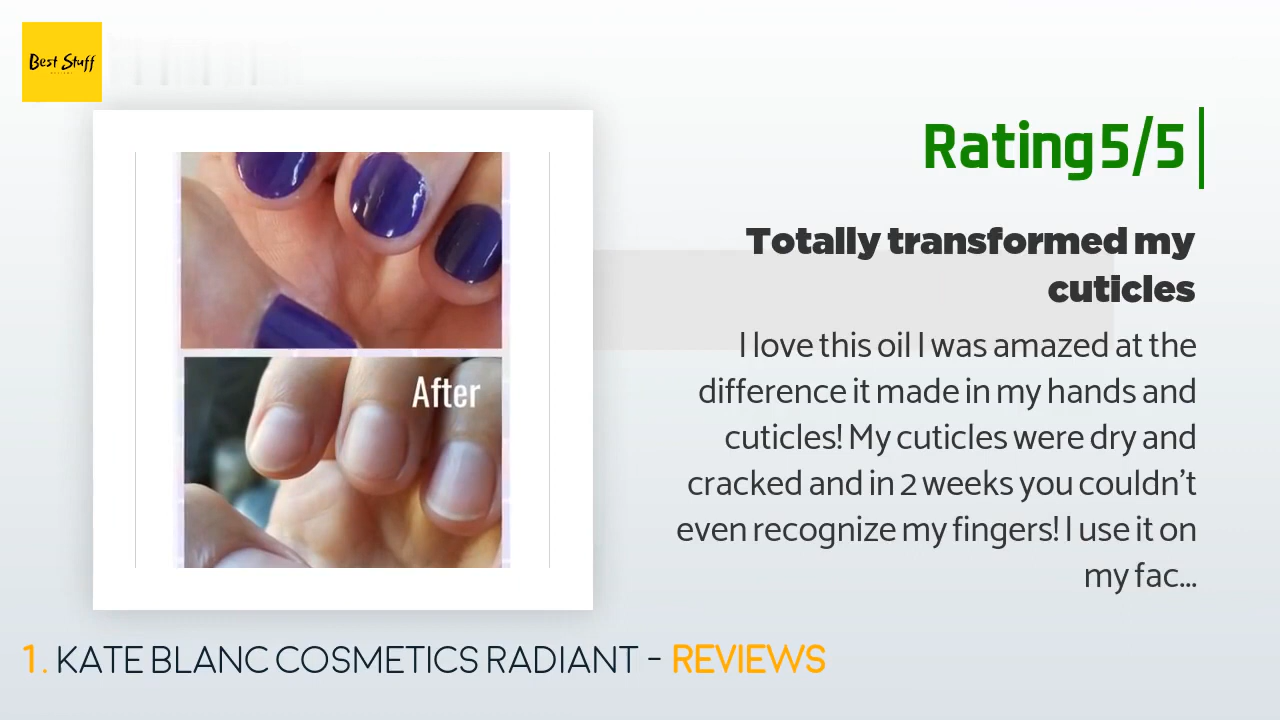 Best Stuff
Rating 5/5
Totally transformed my
cuticles
I love this oil I was amazed at the
difference it made in my hands and
cuticles! My cuticles were dry and
cracked and in 2 weeks you couldn't
even recognize my fingers! I use it on
my fac...
After
1. KATE BLANC COSMETICS RADIANT - REVIEWS